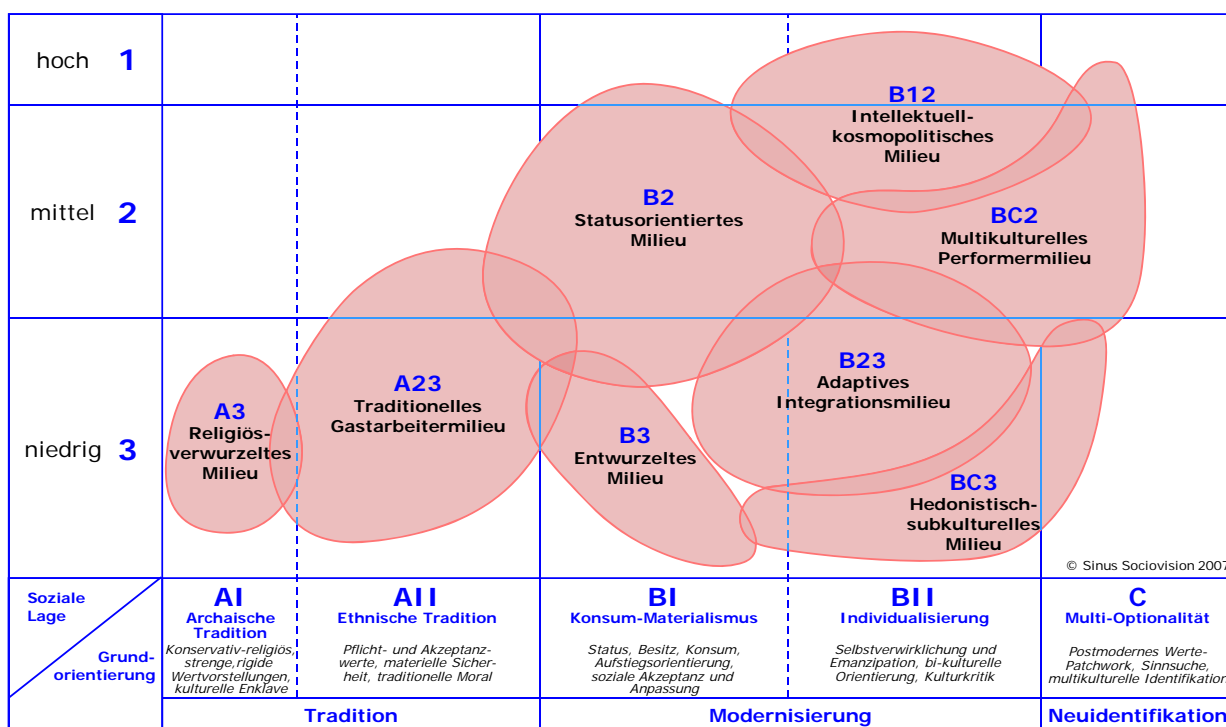 hoch 1
mittel 2
niedrig 3
B12
Intellektuell-
kosmopolitisches
Milieu
B2
Statusorientiertes
Milieu
BC2
Multikulturelles
Performermilieu
A23
Traditionelles
Gastarbeitermilieu
B23
Adaptives
Integrationsmilieu
A3
Religiös-
verwurzeltes
Milieu
B3
Entwurzeltes
Milieu
BC3
Hedonistisch-
subkulturelles
Milieu
© Sinus Sociovision 2007
Soziale
Lage
Grund-
orientierung
AI
Archaische
Tradition
Konservativ-religiös,
strenge,rigide
Wertvorstellungen,
kulturelle Enklave
AII
Ethnische Tradition
Pflicht- und Akzeptanz-
werte, materielle Sicher-
heit, traditionelle Moral
BI
Konsum-Materialismus
Status, Besitz, Konsum,
Aufstiegsorientierung,
soziale Akzeptanz und
Anpassung
BII
Individualisierung
Selbstverwirklichung und
Emanzipation, bi-kulturelle
Orientierung, Kulturkritik
C
Multi-Optionalität
Postmodernes Werte-
Patchwork, Sinnsuche,
multikulturelle Identifikation
Tradition
Modernisierung
Neuidentifikation